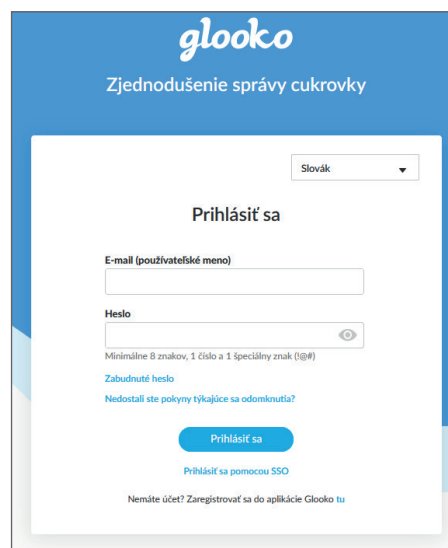 glooko
Zjednodušenie správy cukrovky
Slovák
Prihlásiť sa
E-mail (používateľské meno)
Heslo
Minimálne 8 znakov, 1 číslo a 1 špeciálny znak (!@#)
Zabudnuté heslo
Nedostali ste pokyny týkajúce sa odomknutia?
Prihlásiť sa
Prihlásiť sa pomocou SSO
Nemáte účet? Zaregistrovať sa do aplikácie Glooko tu